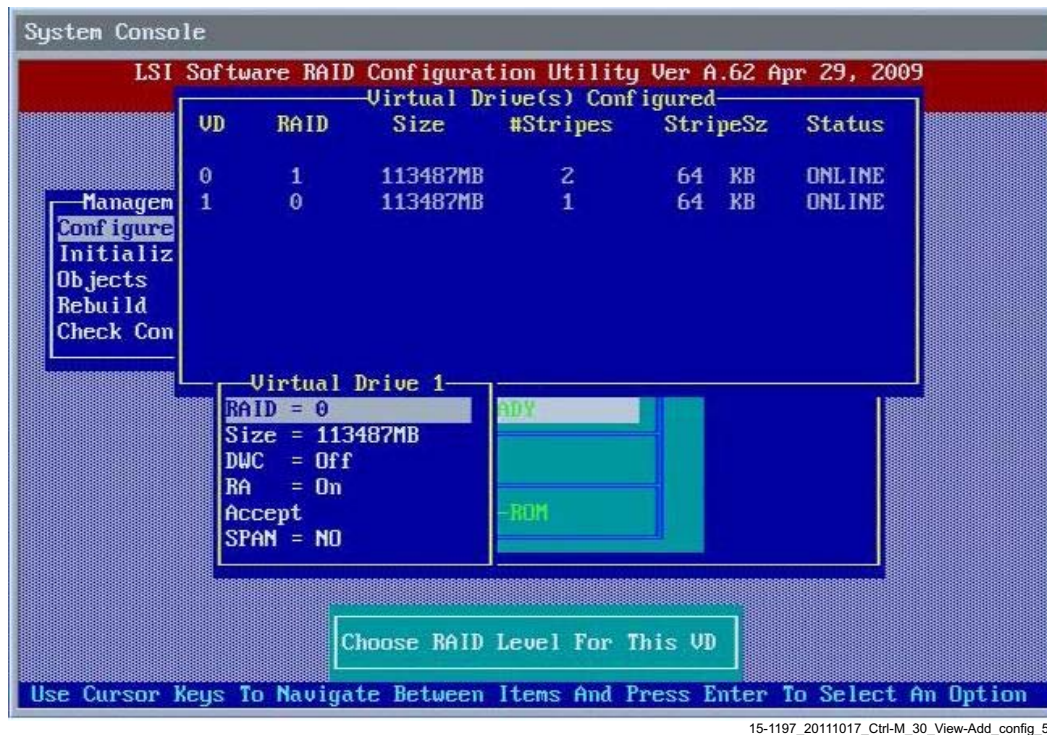 System Console
LSI Software RAID Configuration Utility Ver A.62 Apr 29, 2009
Virtual Drive(s) Configured
VD RAID Size #Stripes StripeSz Status
0 1 113487MB 2 64 KB ONLINE
1 0 113487MB 1 64 KB ONLINE
Managem
Configure
Initializ
Objects
Rebuild
Check Con
Virtual Drive 1
RAID = 0
Size = 113487MB
DWC = Off
RA = On
Accept
SPAN = NO
ADY
-ROM
Choose RAID Level For This VD
Use Cursor Keys To Navigate Between Items And Press Enter To Select An Option
15-1197_20111017_Ctrl-M_30_View-Add_config_5